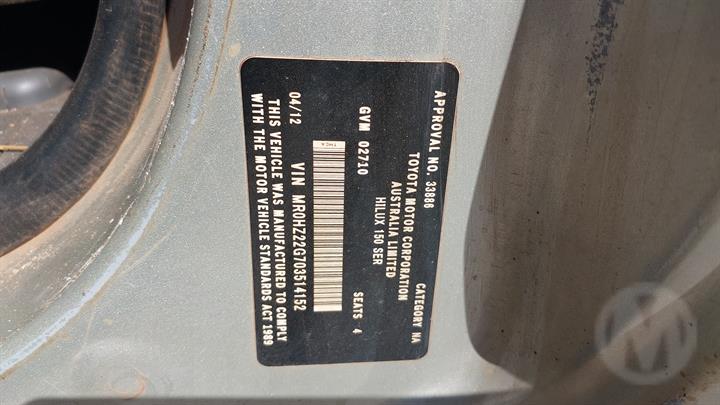 APPROVAL NO. 33886 CATEGORY NA
TOYOTA MOTOR CORPORATION
AUSTRALIA LIMITED
HILUX 150 SER
GVM 02710 SEATS 4
04/12 VIN MR0HZ22G703514152
THIS VEHICLE WAS MANUFACTURED TO COMPLY
WITH THE MOTOR VEHICLE STANDARDS ACT 1989
M